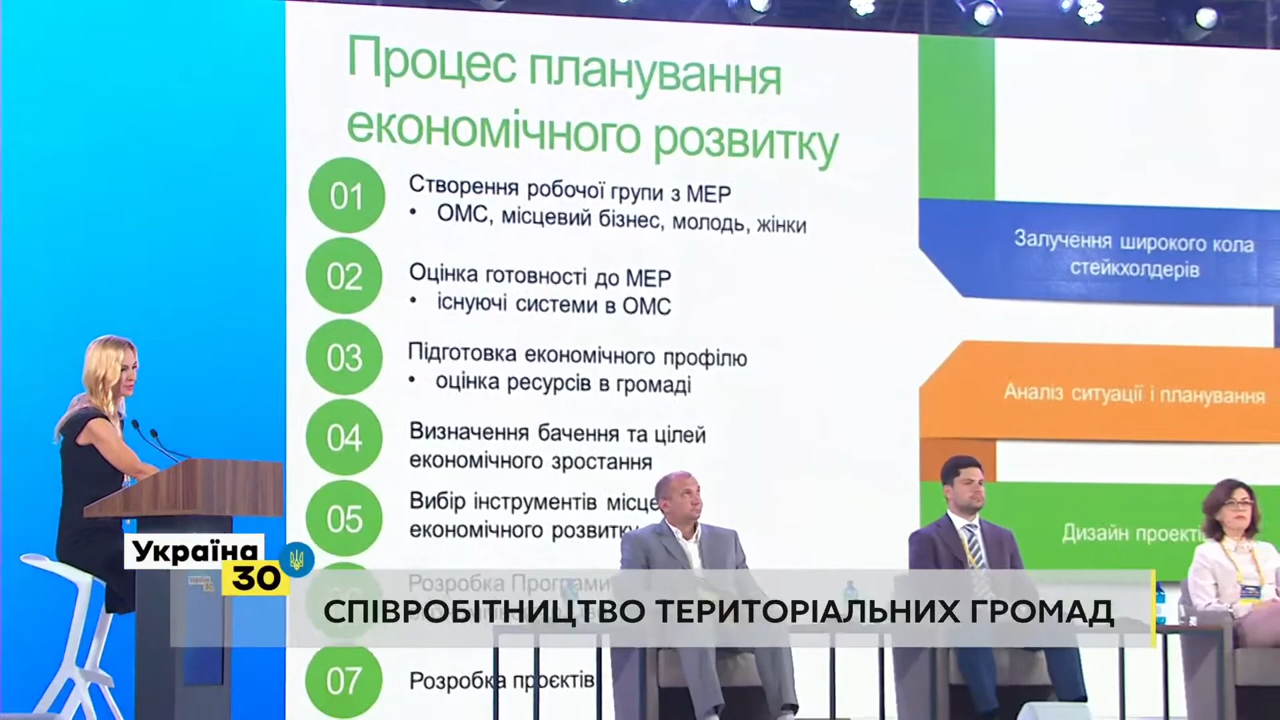 Процес планування
економічного розвитку
01
Створення робочої групи з МЕР
• ОМС, місцевий бізнес, молодь, жінки
02
Оцінка готовності до МЕР
• існуючі системи в ОМС
03
Підготовка економічного профілю
• оцінка ресурсів в громаді
04
Визначення бачення та цілей
економічного зростання
05
Вибір інструментів
економічного розвитку
Розробка Програми
07
Розробка проєктів
Залучення широкого кола
стейкхолдерів
Аналіз ситуації і планування
Дизайн
Україна
30
СПІВРОБІТНИЦТВО ТЕРИТОРІАЛЬНИХ ГРОМАД